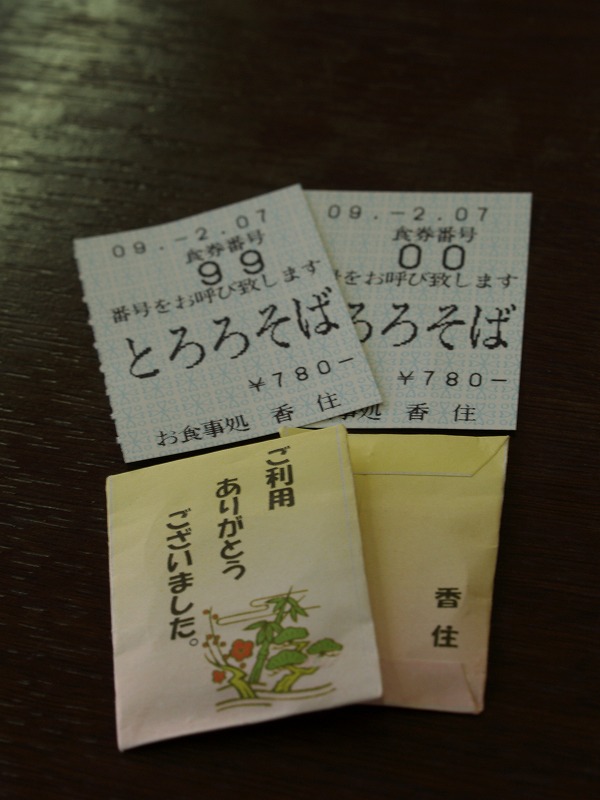 09.-2.07
食券番号
99
番号をお呼び致します
とろろそば
￥780-
お食事処 香住
09.-2.07
食券番号
00
号をお呼び致します
ろろそば
￥780-
事処 香住
ご利用
ありがとう
ございました。
香住